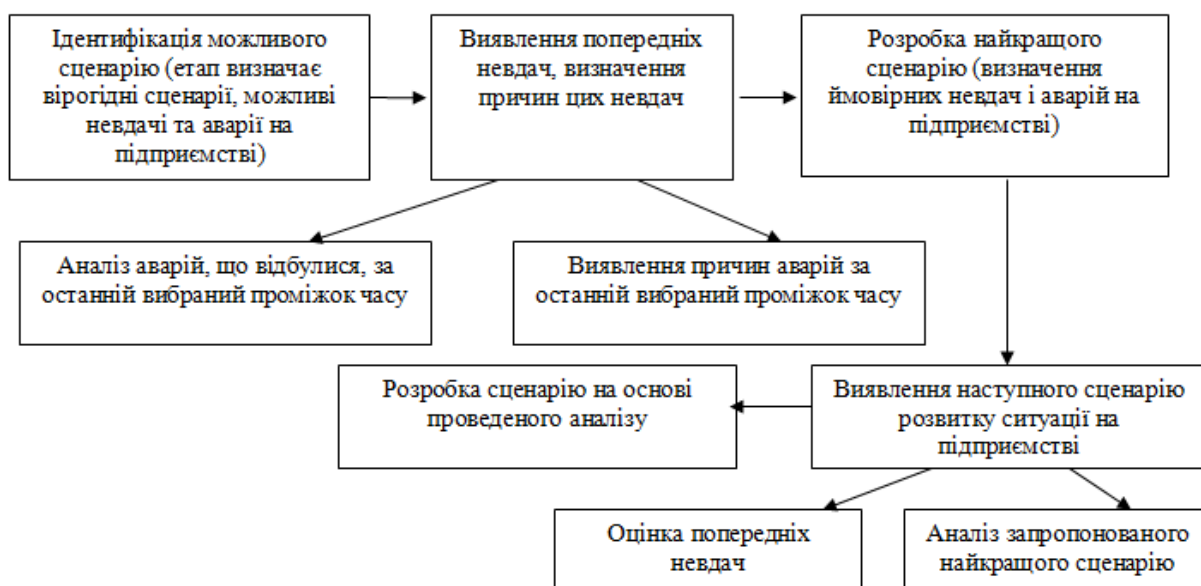 Ідентифікація можливого
сценарію (етап визначає
вірогідні сценарії, можливі
невдачі та аварії на
підприємстві)
Виявлення попередніх
невдач, визначення
причин цих невдач
Розробка найкращого
сценарію (визначення
ймовірних невдач і аварій на
підприємстві)
Аналіз аварій, що відбулися, за
останній вибраний проміжок часу
Виявлення причин аварій за
останній вибраний проміжок часу
Розробка сценарію на основі
проведеного аналізу
Виявлення наступного сценарію
розвитку ситуації на
підприємстві
Оцінка попередніх
невдач
Аналіз запропонованого
найкращого сценарію